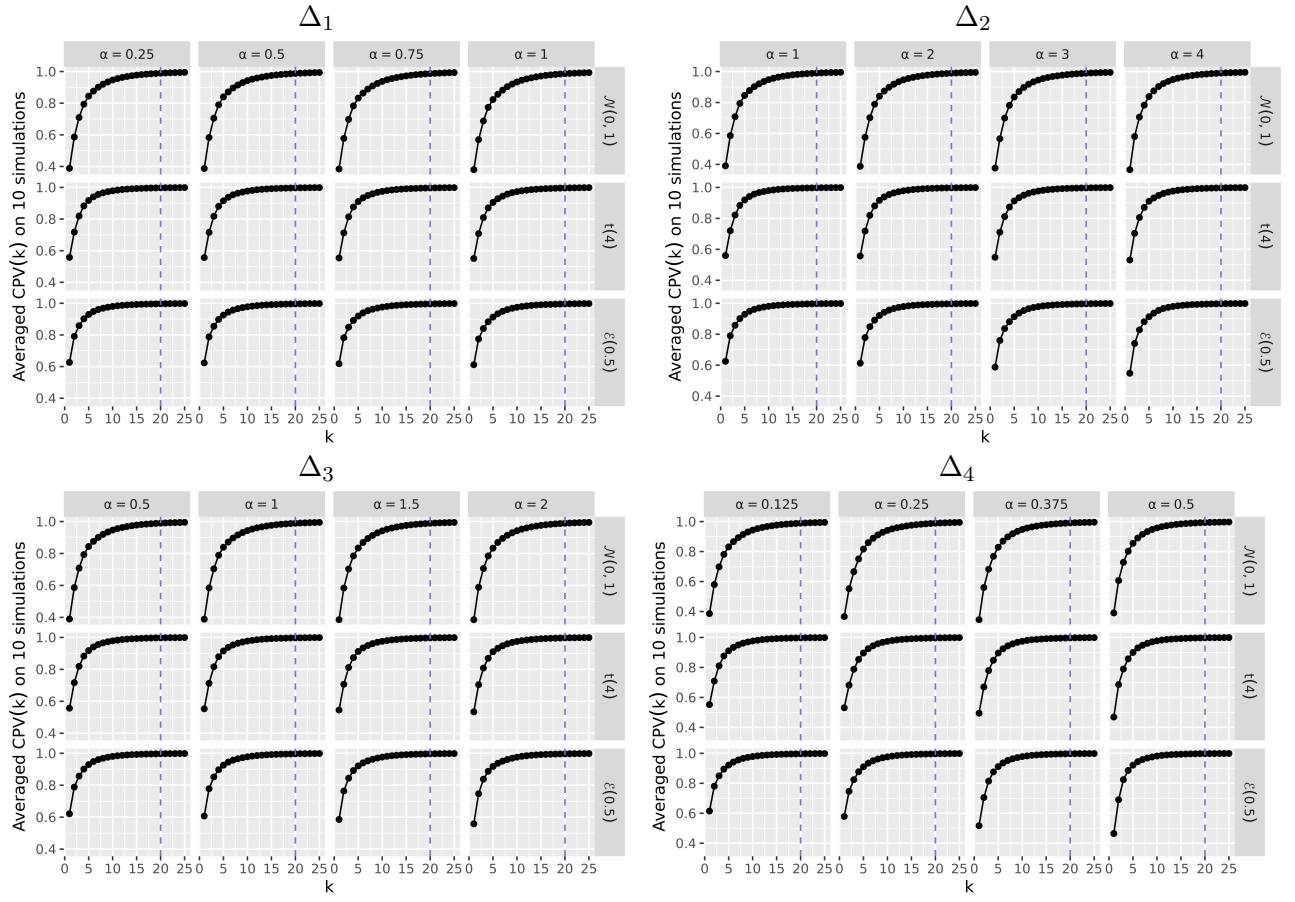 Δ1
α = 0.25 α = 0.5 α = 0.75 α = 1
Averaged CPV(k) on 10 simulations
1.0
0.8
0.6
0.4
𝒩(0, 1)
1.0
0.8
0.6
0.4
t(4)
1.0
0.8
0.6
0.4
ℰ(0.5)
0 5 10 15 20 25 0 5 10 15 20 25 0 5 10 15 20 25 0 5 10 15 20 25
k
Δ2
α = 1 α = 2 α = 3 α = 4
Averaged CPV(k) on 10 simulations
1.0
0.8
0.6
0.4
𝒩(0, 1)
1.0
0.8
0.6
0.4
t(4)
1.0
0.8
0.6
0.4
ℰ(0.5)
0 5 10 15 20 25 0 5 10 15 20 25 0 5 10 15 20 25 0 5 10 15 20 25
k
Δ3
α = 0.5 α = 1 α = 1.5 α = 2
Averaged CPV(k) on 10 simulations
1.0
0.8
0.6
0.4
𝒩(0, 1)
1.0
0.8
0.6
0.4
t(4)
1.0
0.8
0.6
0.4
ℰ(0.5)
0 5 10 15 20 25 0 5 10 15 20 25 0 5 10 15 20 25 0 5 10 15 20 25
k
Δ4
α = 0.125 α = 0.25 α = 0.375 α = 0.5
Averaged CPV(k) on 10 simulations
1.0
0.8
0.6
0.4
𝒩(0, 1)
1.0
0.8
0.6
0.4
t(4)
1.0
0.8
0.6
0.4
ℰ(0.5)
0 5 10 15 20 25 0 5 10 15 20 25 0 5 10 15 20 25 0 5 10 15 20 25
k